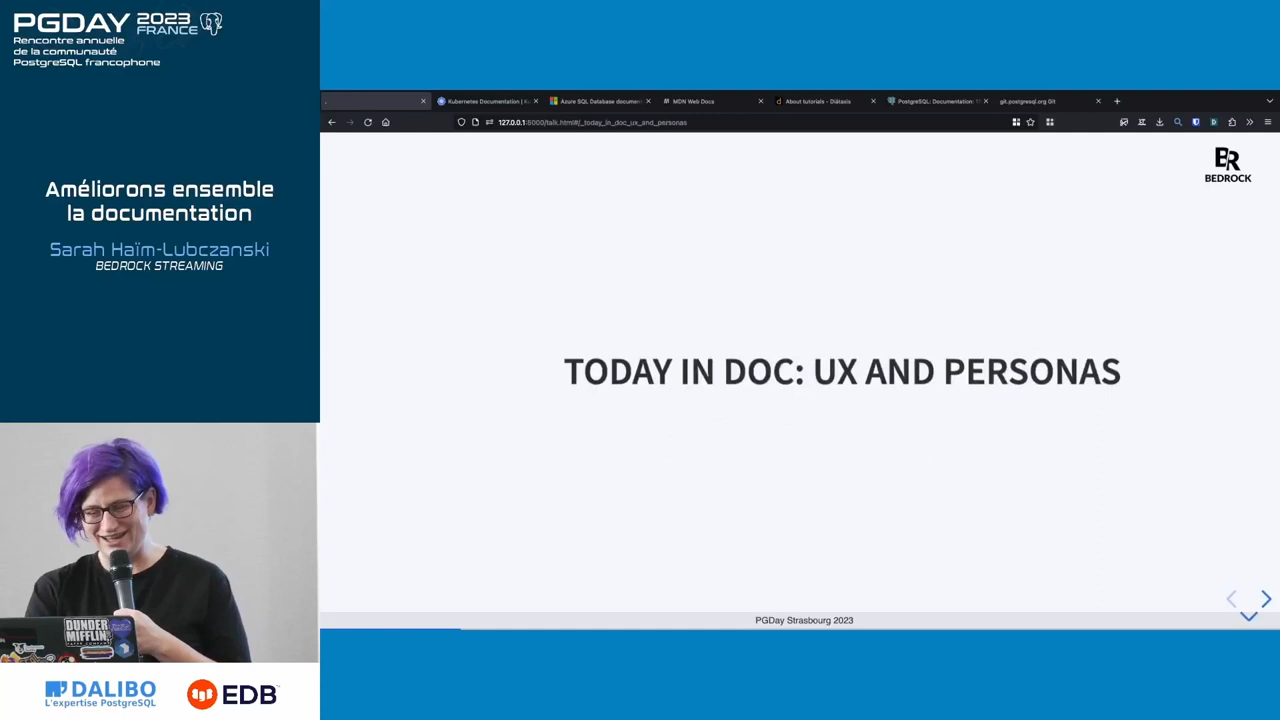 PGDAY 2023 FRANCE
Rencontre annuelle
de la communauté
PostgreSQL francophone
Améliorons ensemble
la documentation
Sarah Haïm-Lubczanski
BEDROCK STREAMING
Kubernetes Documentation | K
Azure SQL Database document
MDN Web Docs
About tutorials - Diátaxis
PostgreSQL: Documentation:
git.postgresql.org Git
127.0.0.1:5000/talk.html#/_today_in_doc_ux_and_personas
BR
BEDROCK
TODAY IN DOC: UX AND PERSONAS
PGDay Strasbourg 2023
DUNDER
MIFFLIN
DALIBO
L'expertise PostgreSQL
EDB